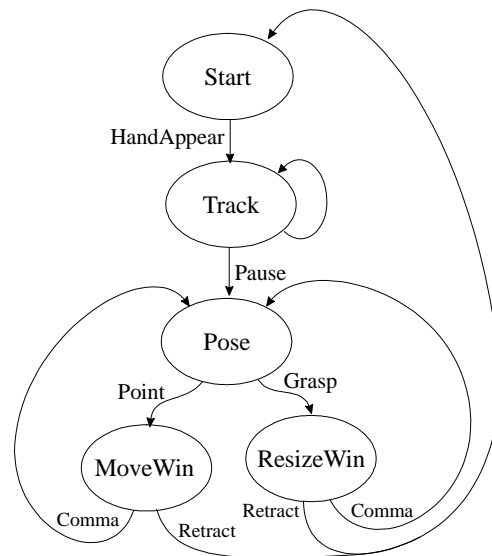 Start
HandAppear
Track
Pause
Pose
Point
Grasp
MoveWin
ResizeWin
Comma
Retract
Retract
Comma